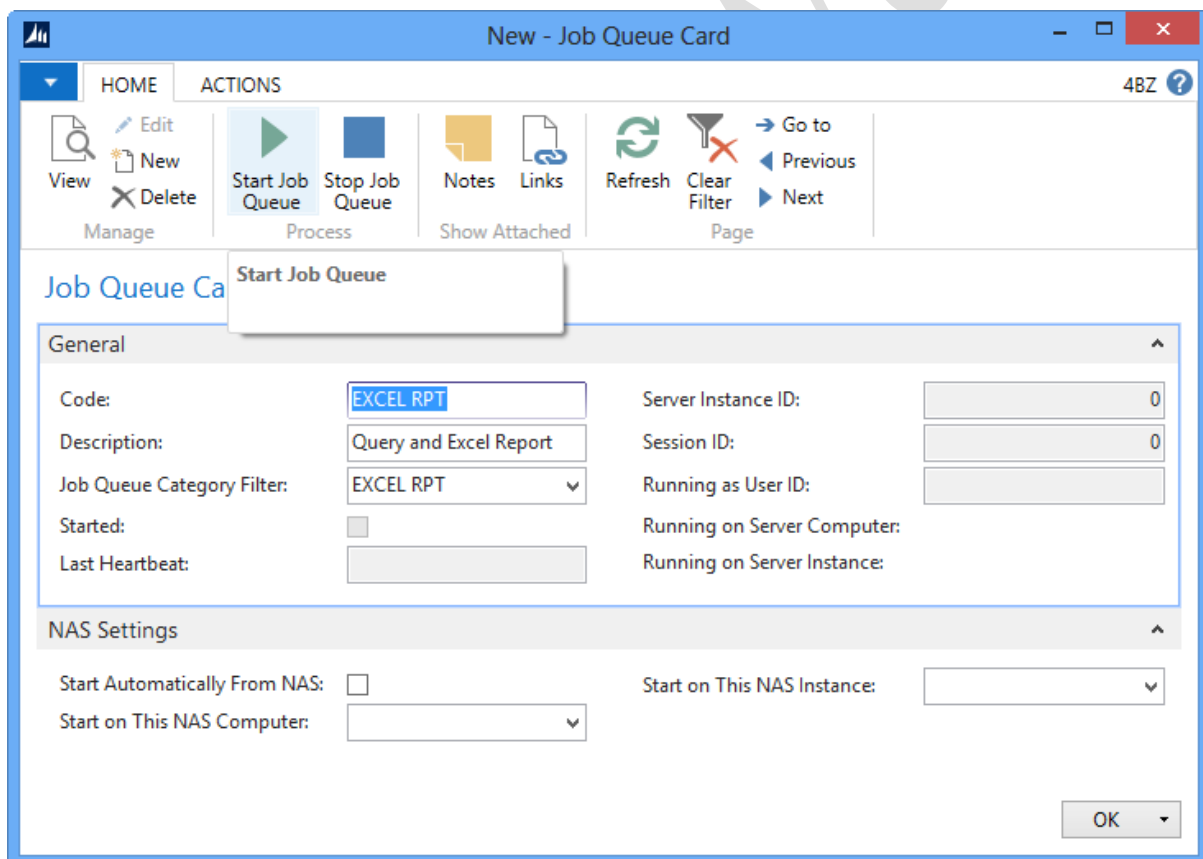 New - Job Queue Card
HOME ACTIONS 4BZ ?
View
Edit
New
Delete
Manage
Start Job Queue
Stop Job Queue
Process
Notes
Links
Show Attached
Refresh
Clear Filter
Go to
Previous
Next
Page
Start Job Queue
Job Queue Ca
General
Code: EXCEL RPT
Description: Query and Excel Report
Job Queue Category Filter: EXCEL RPT
Started:
Last Heartbeat:
Server Instance ID: 0
Session ID: 0
Running as User ID:
Running on Server Computer:
Running on Server Instance:
NAS Settings
Start Automatically From NAS:
Start on This NAS Computer:
Start on This NAS Instance:
OK